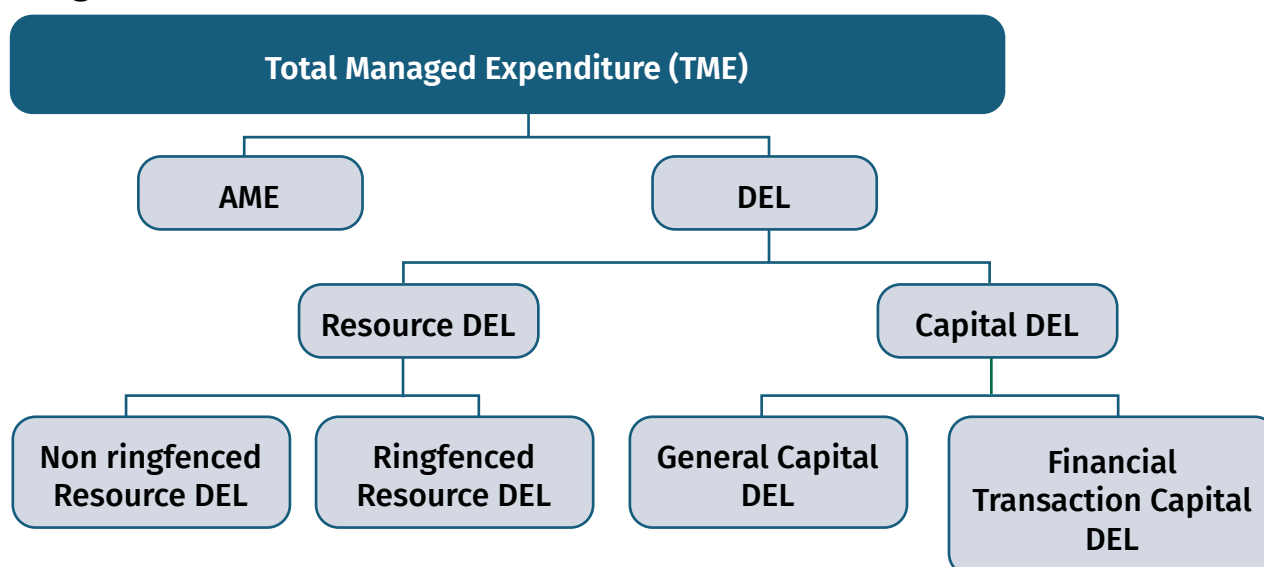 Total Managed Expenditure (TME)
AME
DEL
Resource DEL
Capital DEL
Non ringfenced
Resource DEL
Ringfenced
Resource DEL
General Capital
DEL
Financial
Transaction Capital
DEL